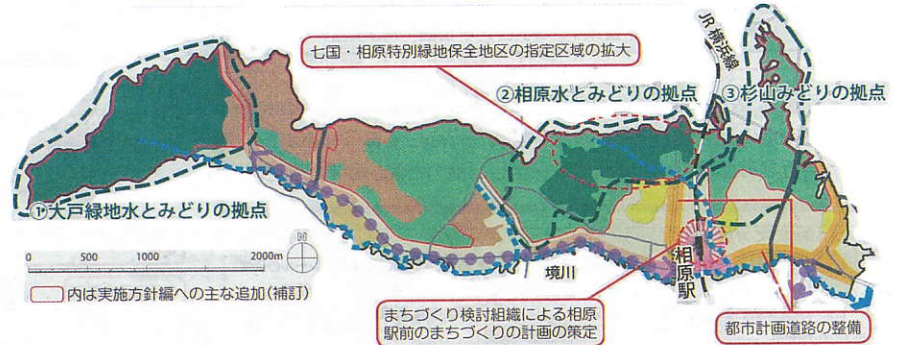 七国・相原特別緑地保全地区の指定区域の拡大
JR横浜線
②相原水とみどりの拠点
③杉山みどりの拠点
①大戸緑地水とみどりの拠点
0 500 1000 2000m
内は実施方針編への主な追加(補訂)
境川
相原駅
まちづくり検討組織による相原
駅前のまちづくりの計画の策定
都市計画道路の整備